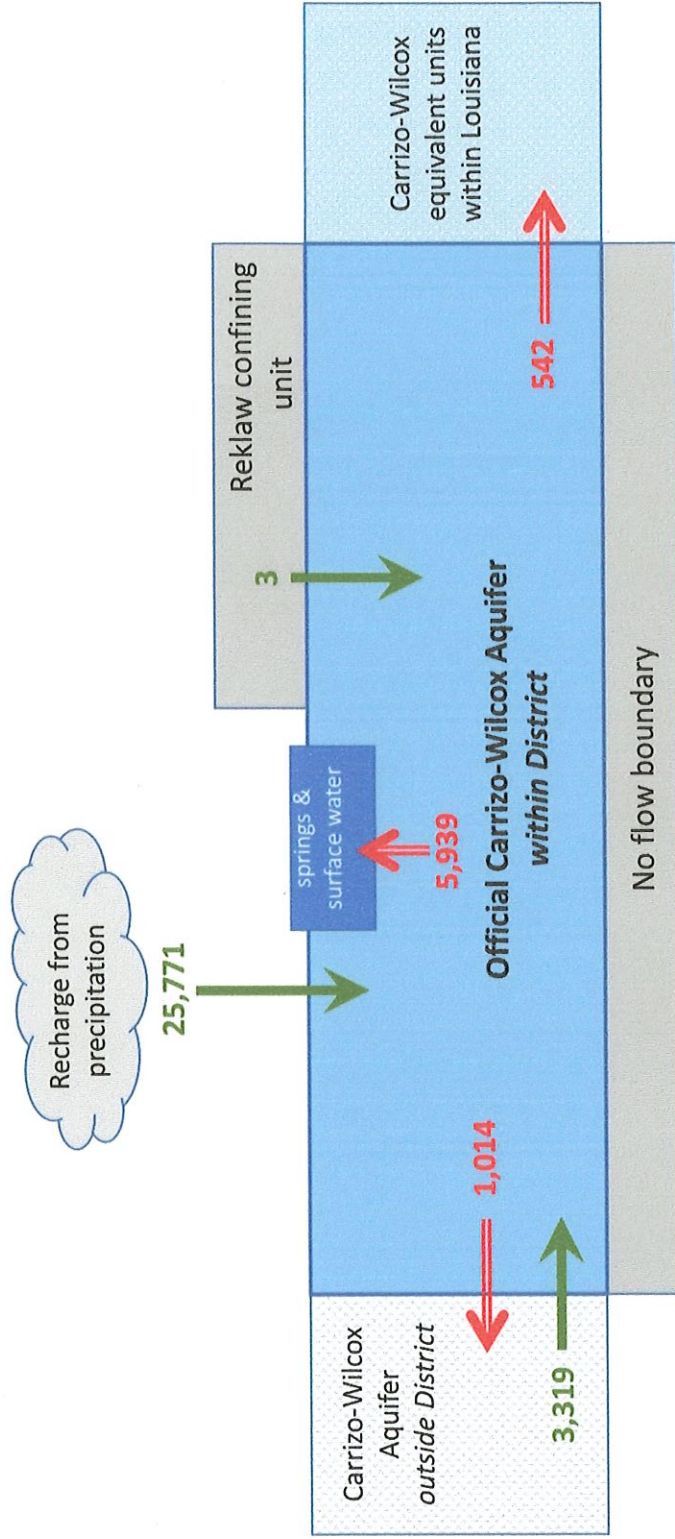 Recharge from
precipitation
25,771
springs &
surface water
5,939
Reklaw confining
unit
3
Carrizo-Wilcox
Aquifer
outside District
1,014
3,319
Official Carrizo-Wilcox Aquifer
within District
Carrizo-Wilcox
equivalent units
within Louisiana
542
No flow boundary